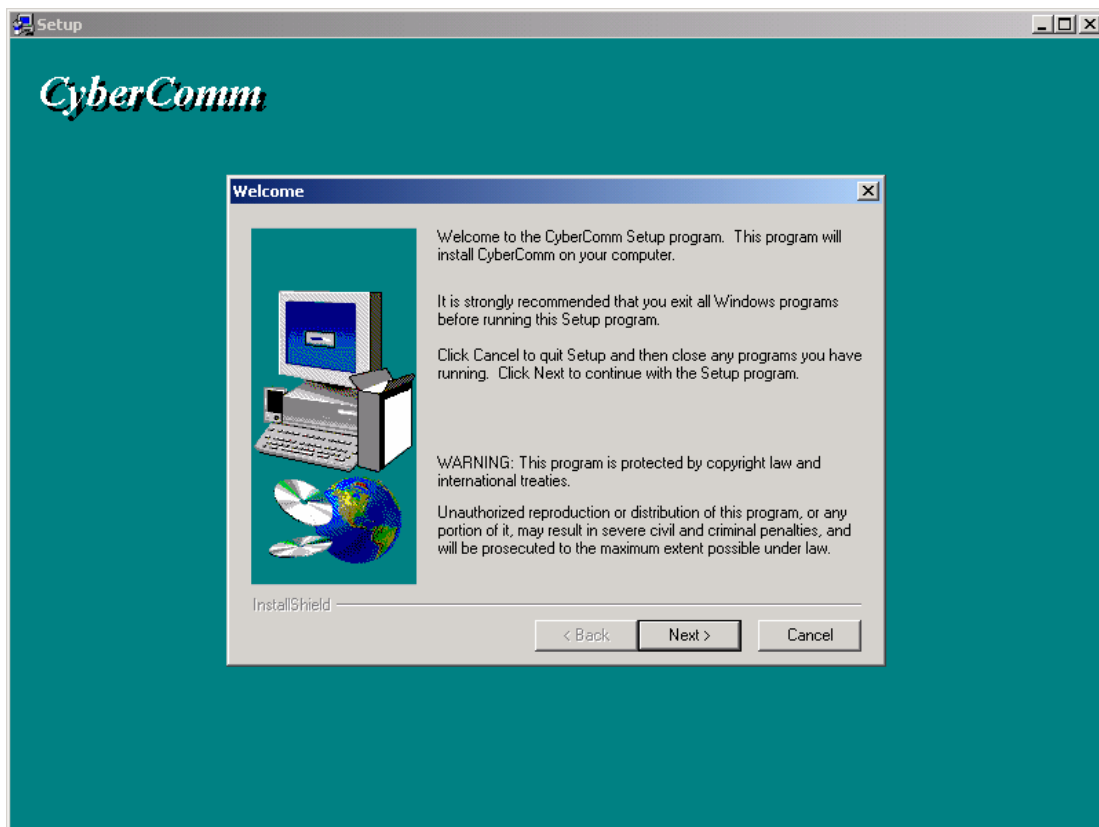 Setup
CyberComm
Welcome
Welcome to the CyberComm Setup program.  This program will
install CyberComm on your computer.
It is strongly recommended that you exit all Windows programs
before running this Setup program.
Click Cancel to quit Setup and then close any programs you have
running.  Click Next to continue with the Setup program.
WARNING: This program is protected by copyright law and
international treaties.
Unauthorized reproduction or distribution of this program, or any
portion of it, may result in severe civil and criminal penalties, and
will be prosecuted to the maximum extent possible under law.
InstallShield
< Back
Next >
Cancel